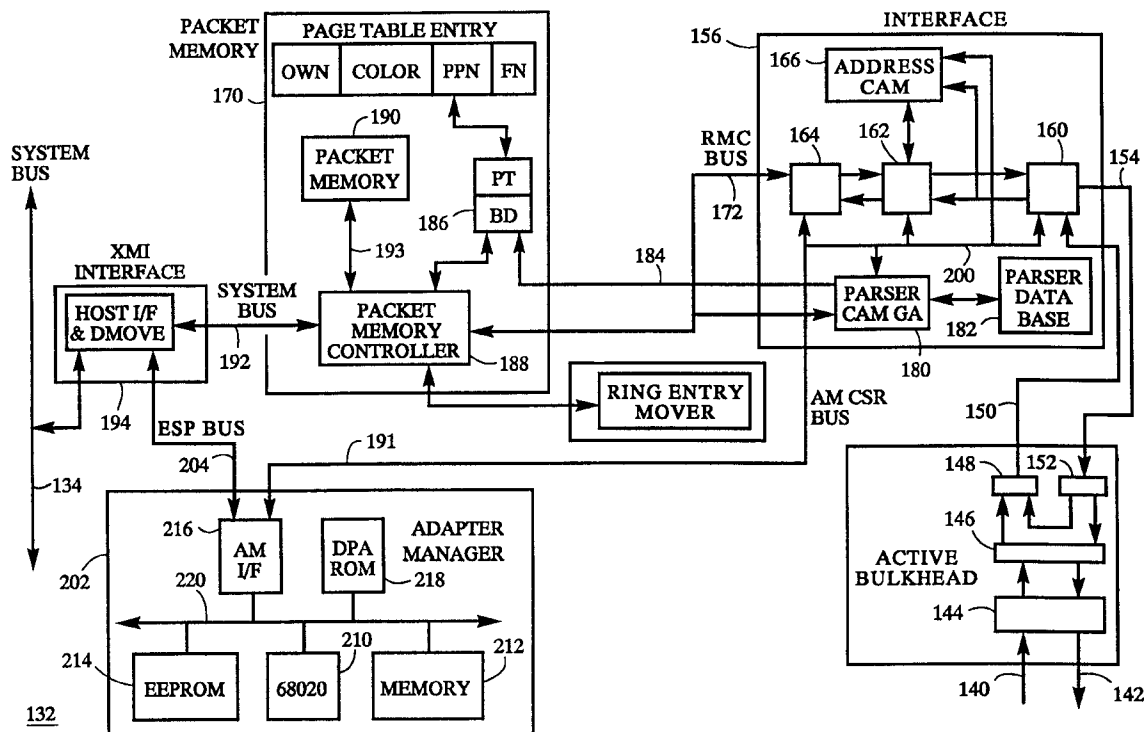 PACKET
MEMORY
170
PAGE TABLE ENTRY
OWN
COLOR
PPN
FN
190
PACKET
MEMORY
193
186
PT
BD
PACKET
MEMORY
CONTROLLER
188
RING ENTRY
MOVER
SYSTEM
BUS
134
XMI
INTERFACE
HOST I/F
& DMOVE
194
SYSTEM
BUS
192
ESP BUS
204
191
184
RMC
BUS
172
INTERFACE
156
166
ADDRESS
CAM
164
162
160
154
200
PARSER
CAM GA
180
PARSER
DATA
BASE
182
AM CSR
BUS
150
148
152
146
ACTIVE
BULKHEAD
144
140
142
202
216
AM
I/F
DPA
ROM
218
ADAPTER
MANAGER
220
214
EEPROM
210
68020
212
MEMORY
132